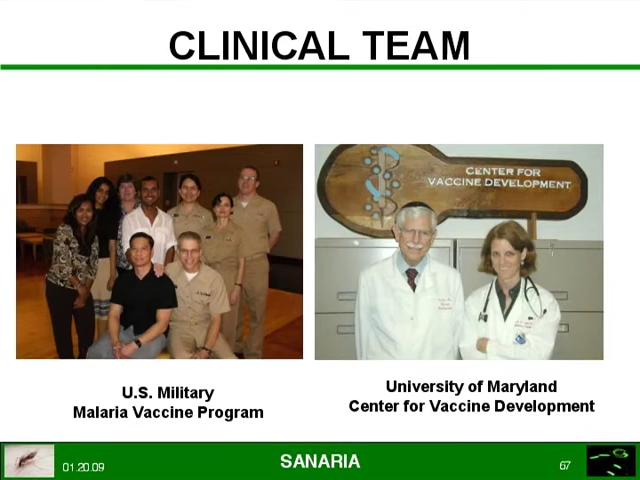 CLINICAL TEAM
CENTER FOR
VACCINE DEVELOPMENT
U.S. Military
Malaria Vaccine Program
University of Maryland
Center for Vaccine Development
01.20.09
SANARIA
67